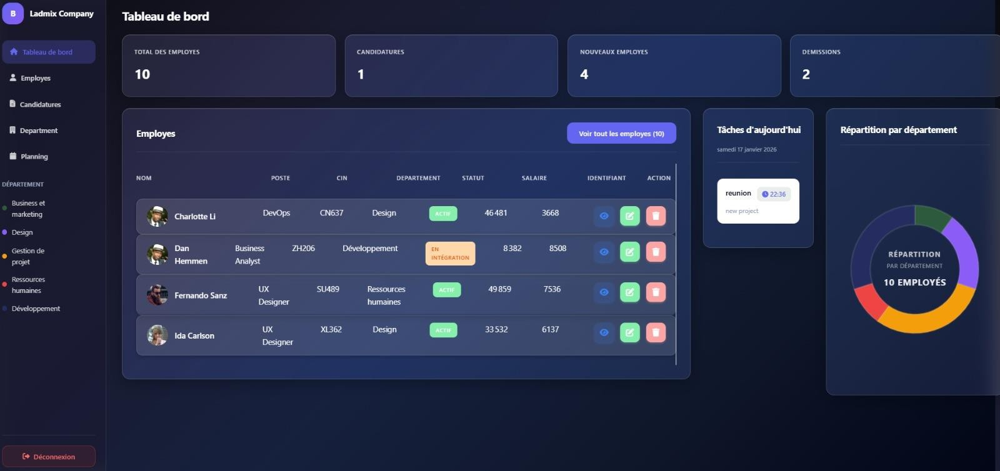 B Ladmix Company
Tableau de bord
Employes
Candidatures
Department
Planning
DÉPARTEMENT
Business et
marketing
Design
Gestion de
projet
Ressources
humaines
Développement
Déconnexion
Tableau de bord
TOTAL DES EMPLOYES
10
CANDIDATURES
1
NOUVEAUX EMPLOYES
4
DEMISSIONS
2
Employes
Voir tout les employes (10)
NOM POSTE CIN DEPARTEMENT STATUT SALAIRE IDENTIFIANT ACTION
Charlotte Li DevOps CN637 Design ACTIF 46 481 3668
Dan
Hemmen
Business
Analyst
ZH206 Développement
EN
INTÉGRATION
8 382 8508
Fernando Sanz
UX
Designer
SU489
Ressources
humaines
ACTIF 49 859 7536
Ida Carlson
UX
Designer
XL362 Design ACTIF 33 532 6137
Tâches d'aujourd'hui
samedi 17 janvier 2026
reunion 22:36
new project
Répartition par département
RÉPARTITION
PAR DÉPARTEMENT
10 EMPLOYÉS